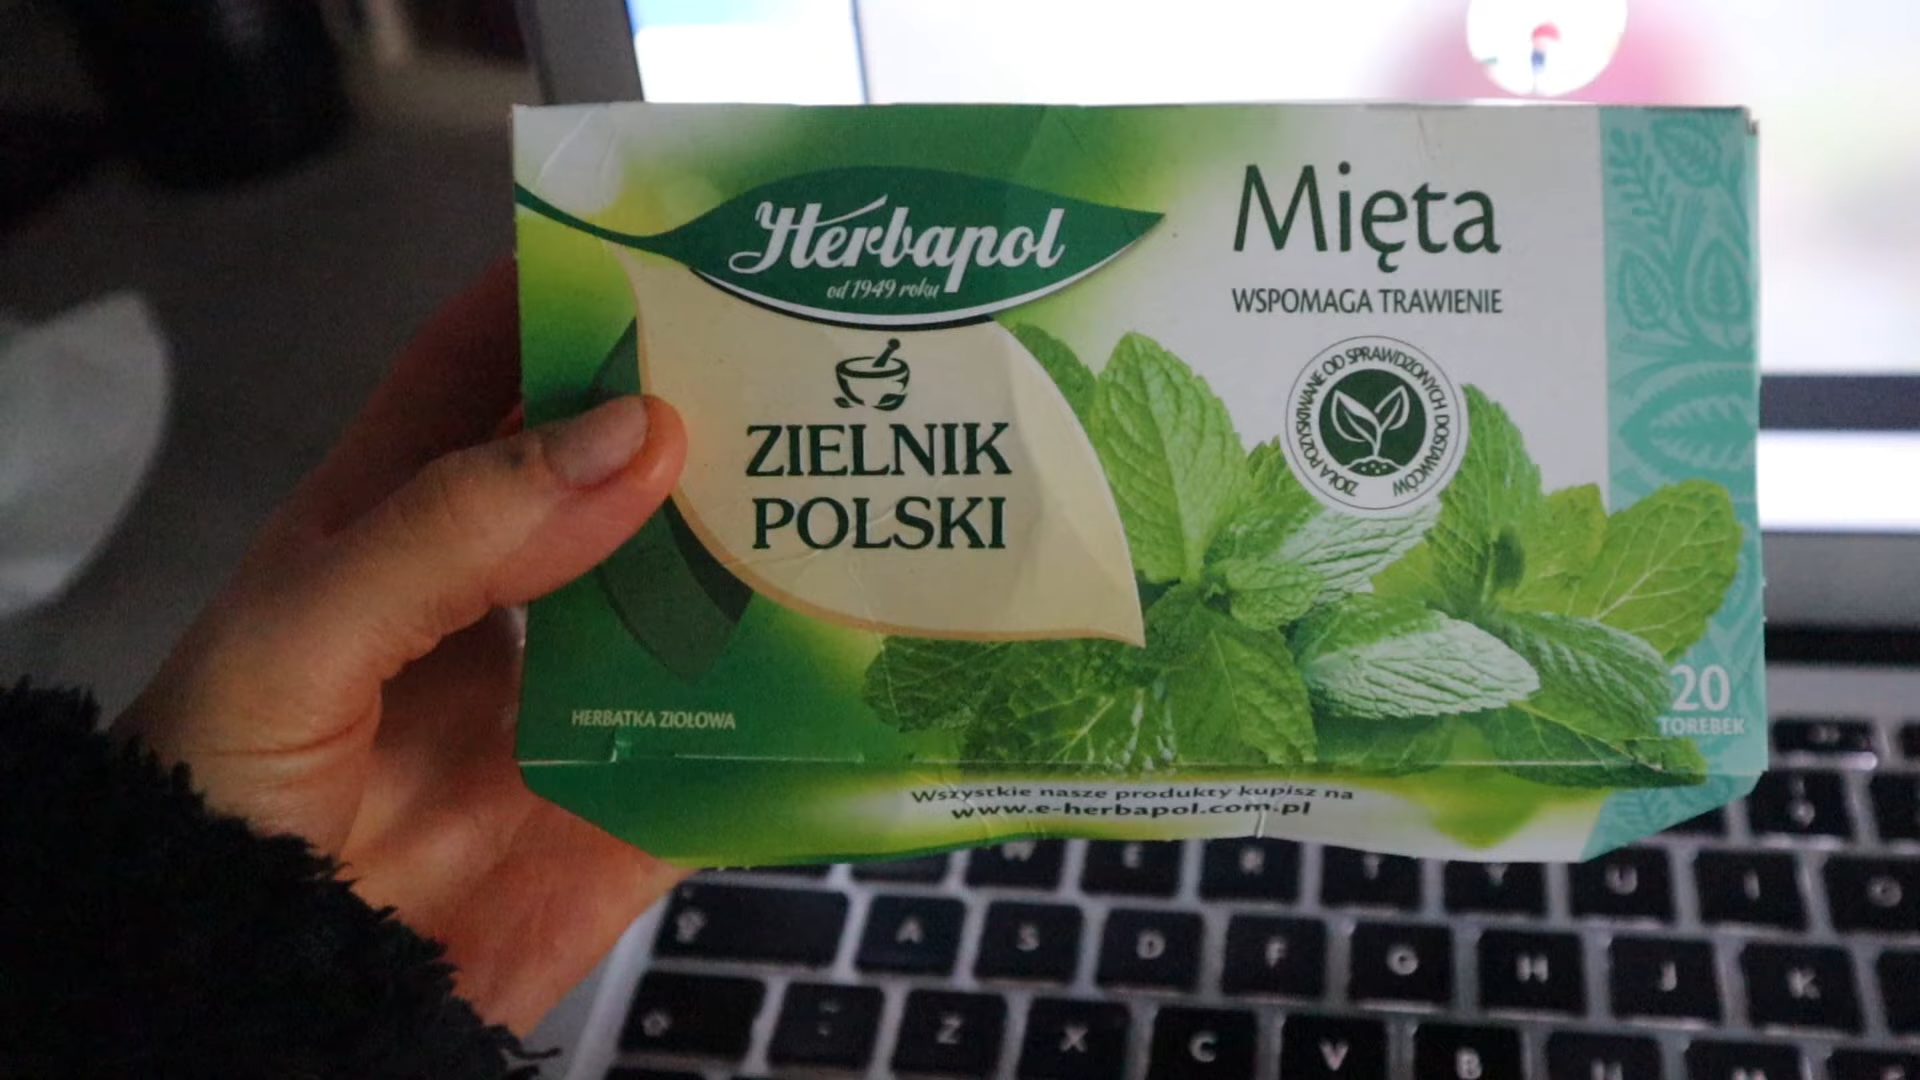 Herbapol
od 1949 roku
ZIELNIK
POLSKI
HERBATKA ZIOŁOWA
Mięta
WSPOMAGA TRAWIENIE
ZIOŁA POZYSKIWANE OD SPRAWDZONYCH DOSTAWCÓW
20
TOREBEK
Wszystkie nasze produkty kupisz na
www.e-herbapol.com.pl
W E R T Y U I O
A S D F G H J K
Z X C V B